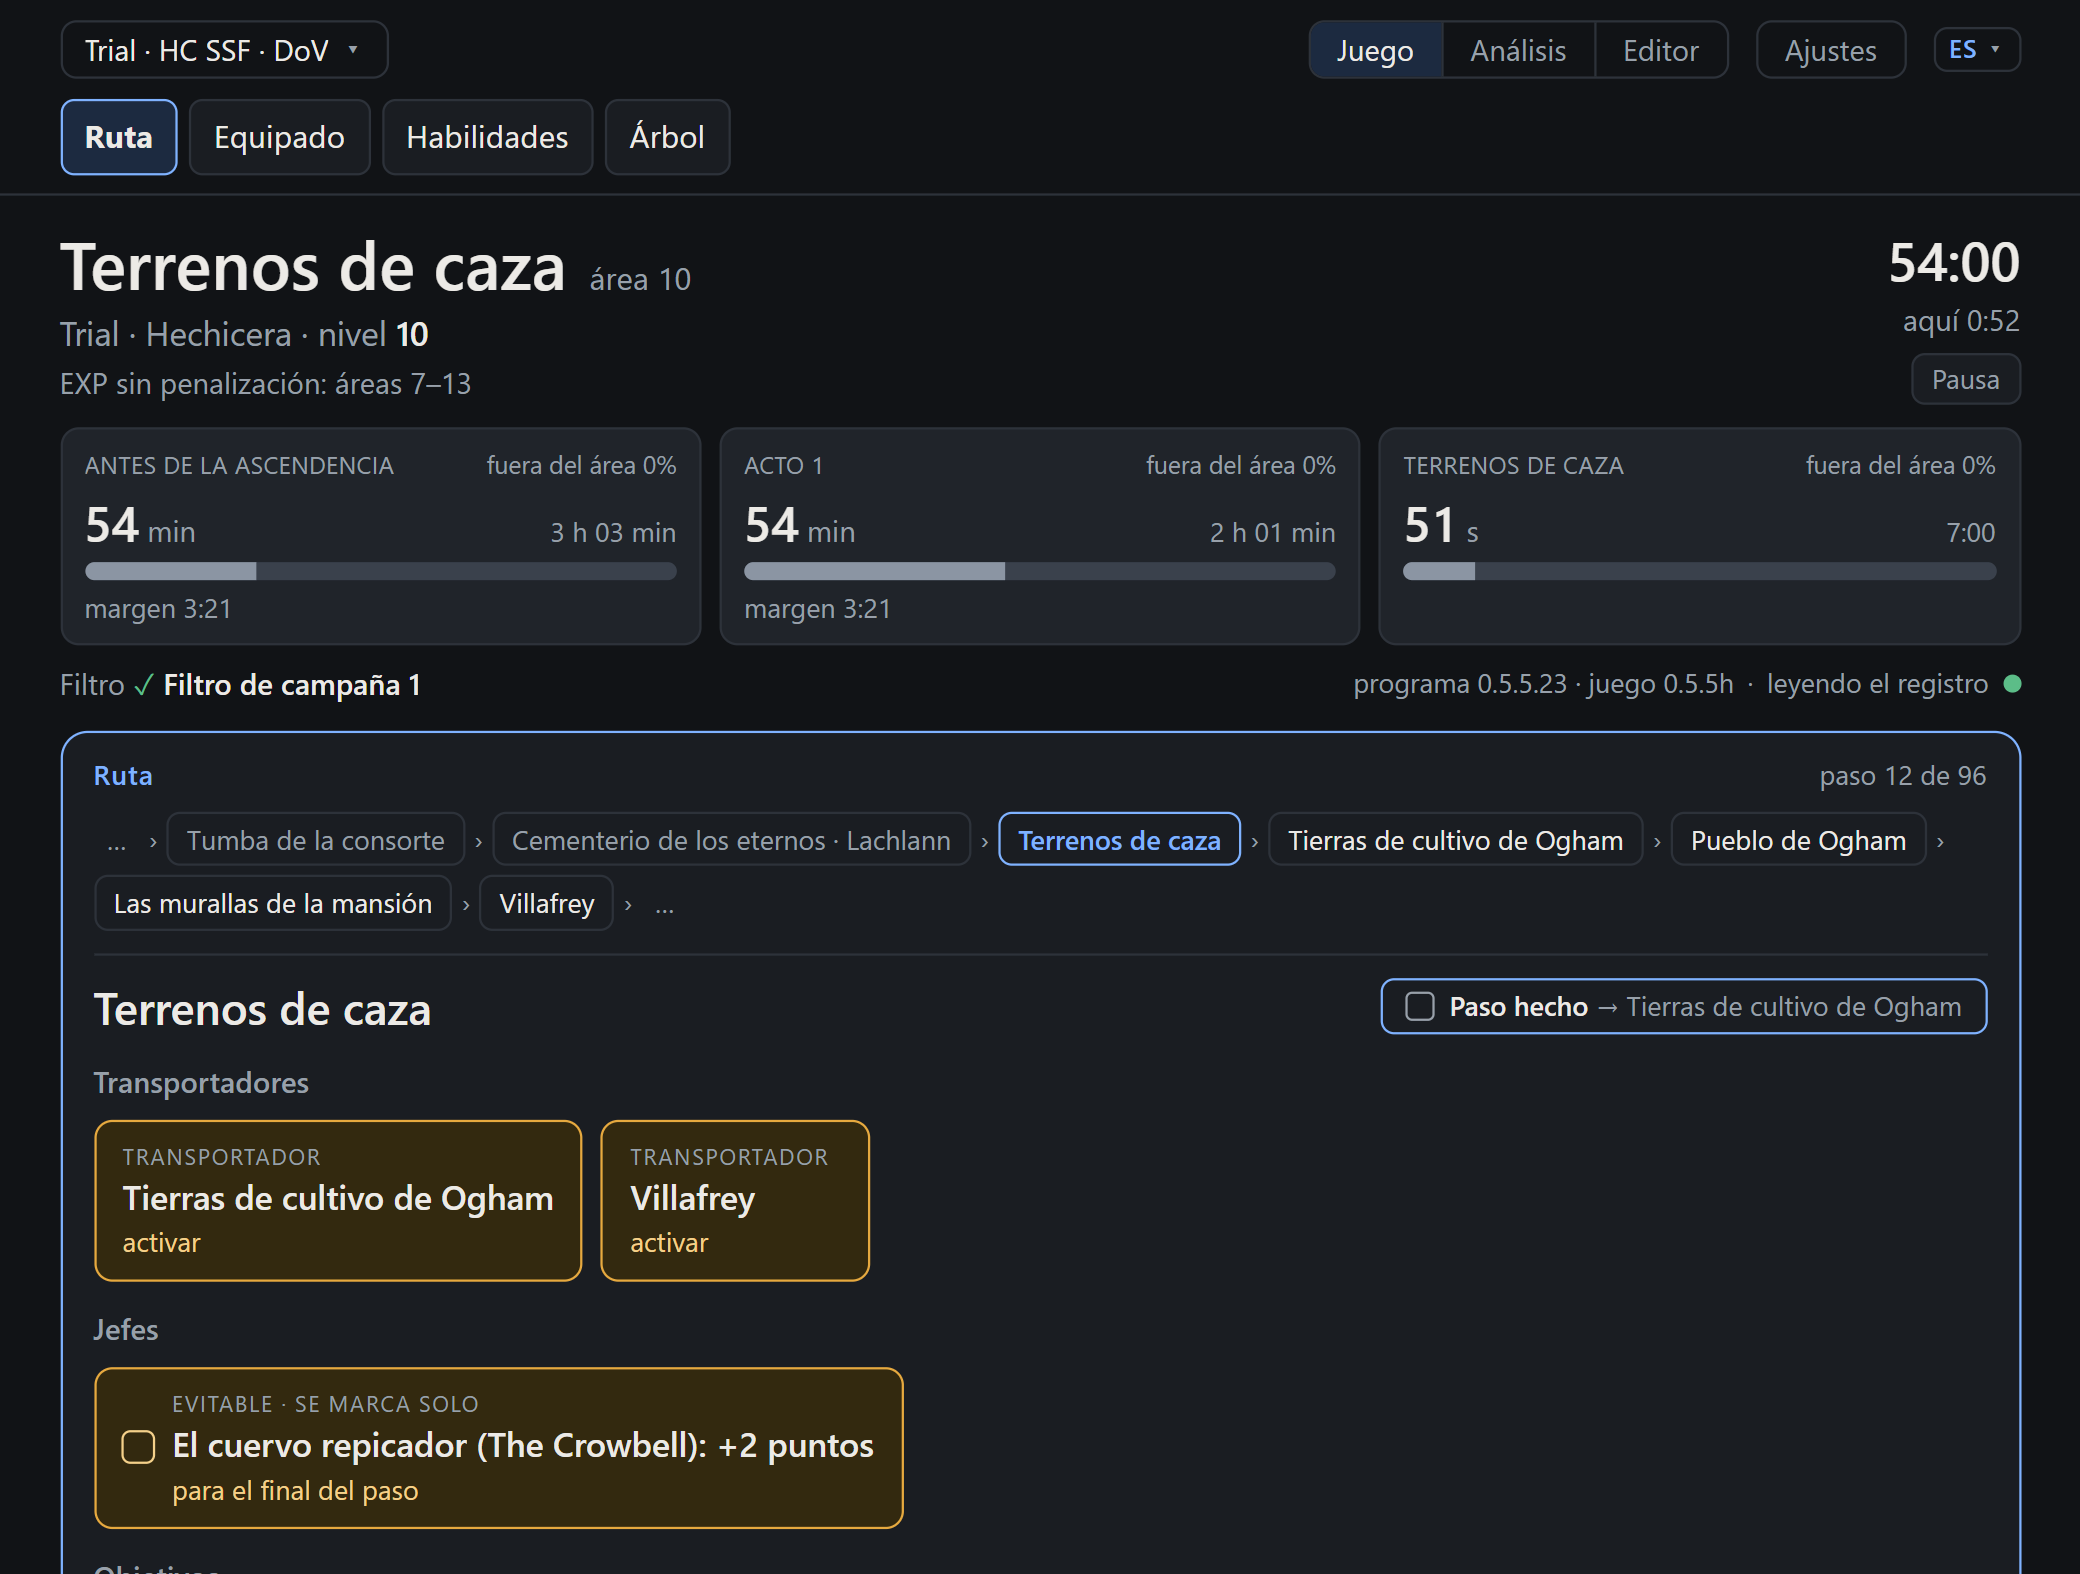 Trial · HC SSF · DoV ▾
Juego Análisis Editor Ajustes ES ▾
Ruta Equipado Habilidades Árbol
Terrenos de caza área 10
54:00
Trial · Hechicera · nivel 10
aquí 0:52
EXP sin penalización: áreas 7–13
Pausa
ANTES DE LA ASCENDENCIA fuera del área 0%
54 min 3 h 03 min
margen 3:21
ACTO 1 fuera del área 0%
54 min 2 h 01 min
margen 3:21
TERRENOS DE CAZA fuera del área 0%
51 s 7:00
Filtro ✓ Filtro de campaña 1
programa 0.5.5.23 · juego 0.5.5h · leyendo el registro
Ruta paso 12 de 96
... › Tumba de la consorte › Cementerio de los eternos · Lachlann › Terrenos de caza › Tierras de cultivo de Ogham › Pueblo de Ogham ›
Las murallas de la mansión › Villafrey › ...
Terrenos de caza
Paso hecho → Tierras de cultivo de Ogham
Transportadores
TRANSPORTADOR
Tierras de cultivo de Ogham
activar
TRANSPORTADOR
Villafrey
activar
Jefes
EVITABLE · SE MARCA SOLO
El cuervo repicador (The Crowbell): +2 puntos
para el final del paso